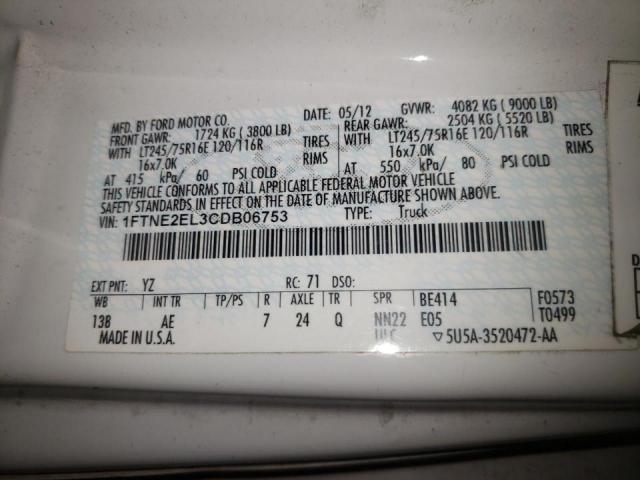 MFD. BY FORD MOTOR CO. DATE: 05/12 GVWR: 4082 KG ( 9000 LB)
FRONT GAWR: 1724 KG ( 3800 LB) REAR GAWR: 2504 KG ( 5520 LB)
WITH LT245/75R16E 120/116R TIRES WITH LT245/75R16E 120/116R TIRES
16x7.0K RIMS 16x7.0K RIMS
AT 415 kPa/ 60 PSI COLD AT 550 kPa/ 80 PSI COLD
THIS VEHICLE CONFORMS TO ALL APPLICABLE FEDERAL MOTOR VEHICLE
SAFETY STANDARDS IN EFFECT ON THE DATE OF MANUFACTURE SHOWN ABOVE.
VIN: 1FTNE2EL3CDB06753 TYPE: Truck
EXT PNT: YZ RC: 71 DSO:
WB INT TR TP/PS R AXLE TR SPR BE414 F0573
138 AE 7 24 Q NN22 E05 T0499
MADE IN U.S.A. ULC ▽5U5A-3520472-AA